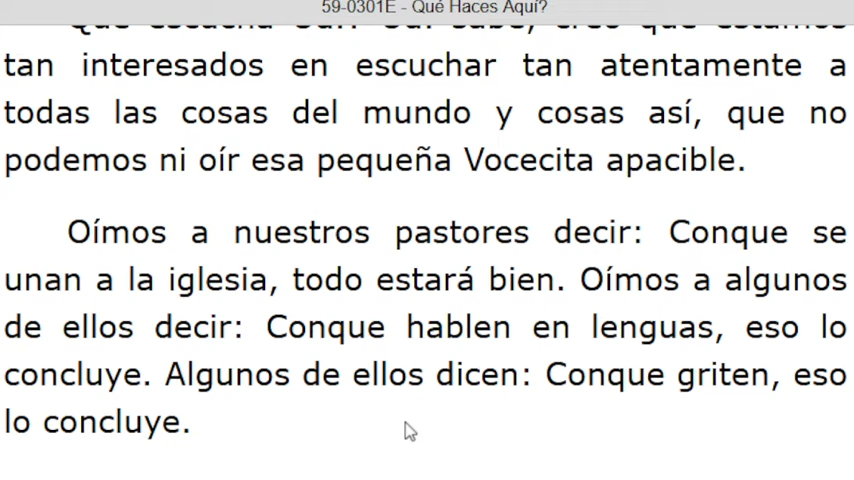 59-0301E - Qué Haces Aquí?
tan interesados en escuchar tan atentamente a
todas las cosas del mundo y cosas así, que no
podemos ni oír esa pequeña Vocecita apacible.
Oímos a nuestros pastores decir: Conque se
unan a la iglesia, todo estará bien. Oímos a algunos
de ellos decir: Conque hablen en lenguas, eso lo
concluye. Algunos de ellos dicen: Conque griten, eso
lo concluye.